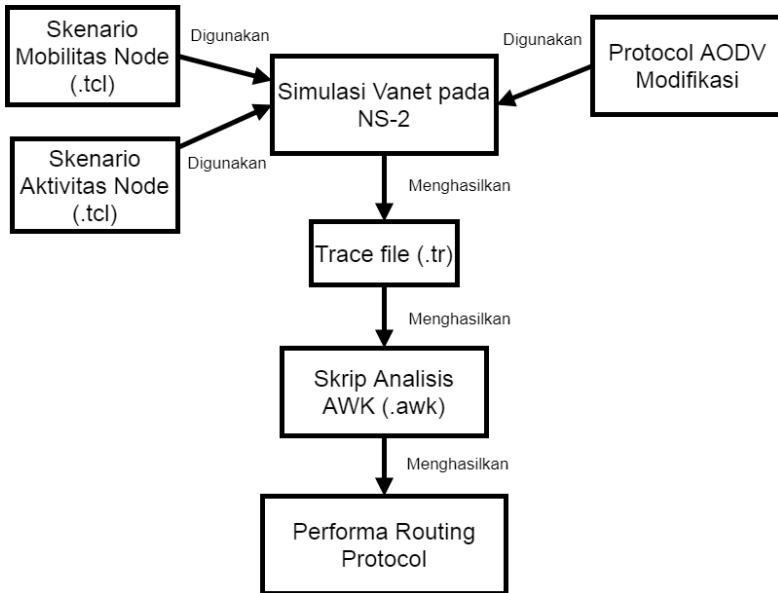 Skenario
Mobilitas Node
(.tcl)
Digunakan
Digunakan
Protocol AODV
Modifikasi
Simulasi Vanet pada
NS-2
Skenario
Aktivitas Node
(.tcl)
Digunakan
Menghasilkan
Trace file (.tr)
Menghasilkan
Skrip Analisis
AWK (.awk)
Menghasilkan
Performa Routing
Protocol